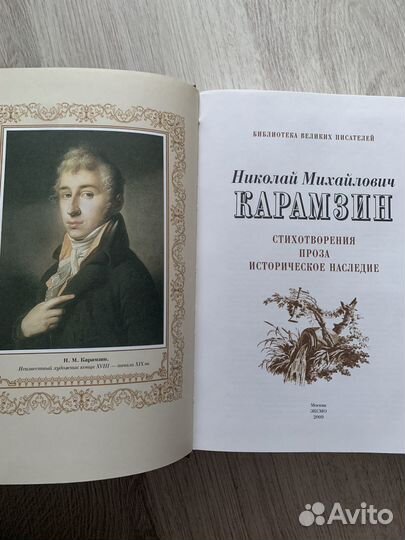 Н. М. Карамзин.
Неизвестный художник конца XVIII — начала XIX вв.
БИБЛИОТЕКА ВЕЛИКИХ ПИСАТЕЛЕЙ
Николай Михайлович
КАРАМЗИН
СТИХОТВОРЕНИЯ
ПРОЗА
ИСТОРИЧЕСКОЕ НАСЛЕДИЕ
Москва
ЭКСМО
2009
Avito